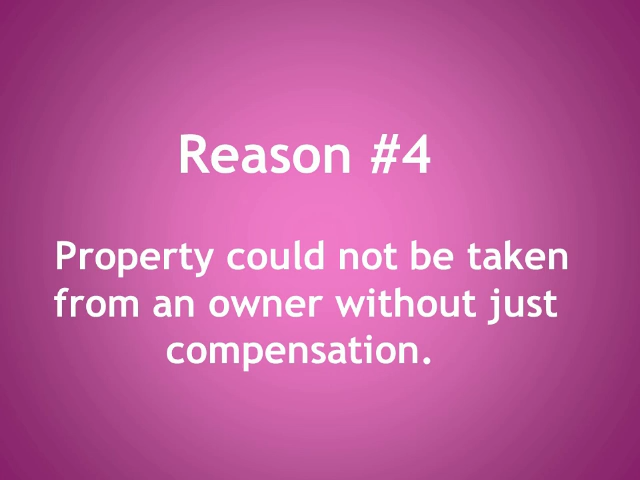 Reason #4
Property could not be taken
from an owner without just
compensation.